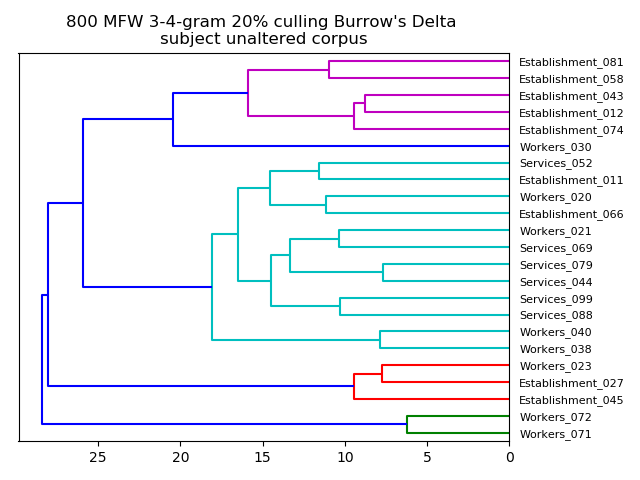 800 MFW 3-4-gram 20% culling Burrow's Delta
subject unaltered corpus
Establishment_081
Establishment_058
Establishment_043
Establishment_012
Establishment_074
Workers_030
Services_052
Establishment_011
Workers_020
Establishment_066
Workers_021
Services_069
Services_079
Services_044
Services_099
Services_088
Workers_040
Workers_038
Workers_023
Establishment_027
Establishment_045
Workers_072
Workers_071
25 20 15 10 5 0